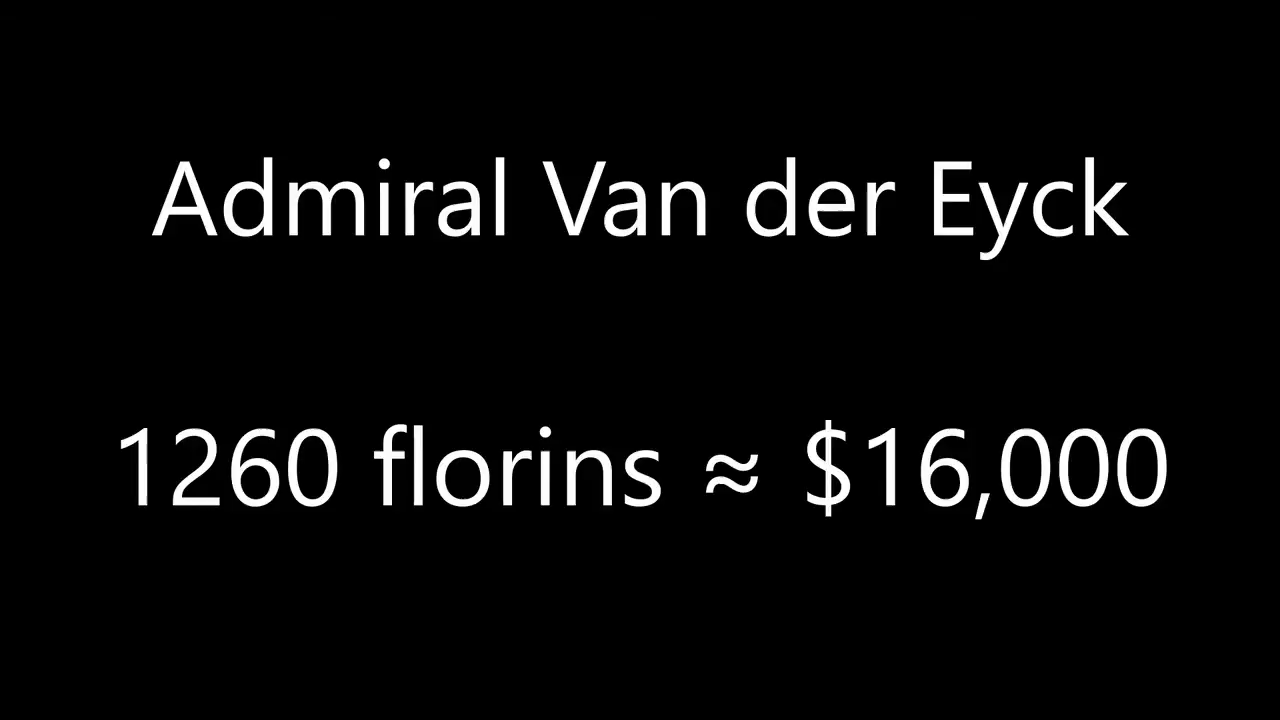 Admiral Van der Eyck
1260 florins ≈ $16,000